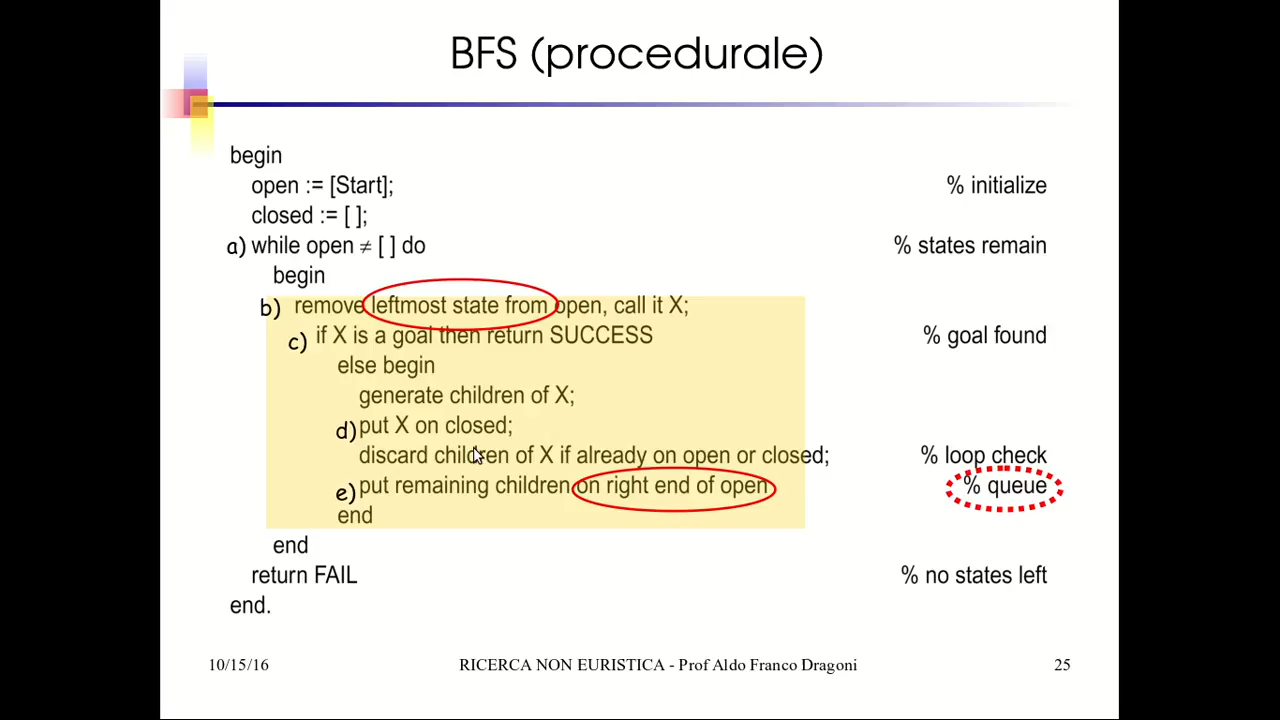 BFS (procedurale)
begin
open := [Start]; % initialize
closed := [ ];
a) while open ≠ [ ] do % states remain
begin
b) remove leftmost state from open, call it X;
c) if X is a goal then return SUCCESS % goal found
else begin
generate children of X;
d) put X on closed;
discard children of X if already on open or closed; % loop check
e) put remaining children on right end of open % queue
end
end
return FAIL % no states left
end.
10/15/16 RICERCA NON EURISTICA - Prof Aldo Franco Dragoni 25